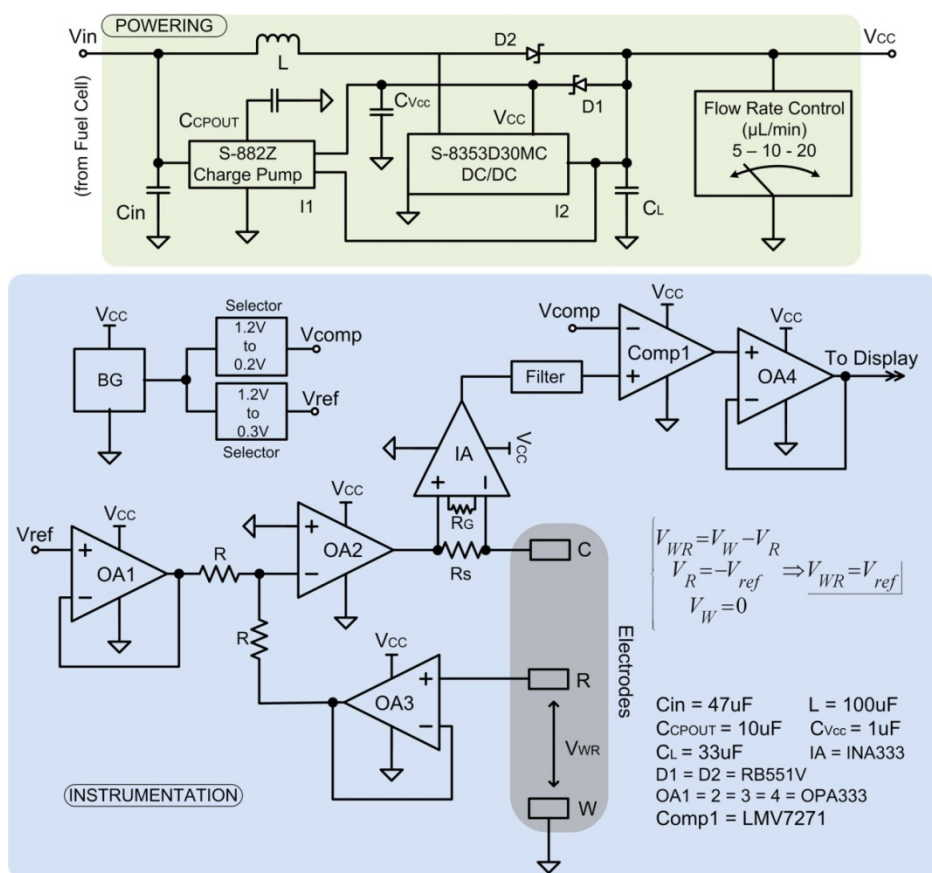 POWERING
Vin
L
D2
VCC
(from Fuel Cell)
CCPOUT
CVcc
D1
VCC
S-882Z
Charge Pump
I1
S-8353D30MC
DC/DC
I2
Cin
CL
Flow Rate Control
(µL/min)
5 – 10 - 20
VCC
BG
Selector
1.2V
to
0.2V
Vcomp
1.2V
to
0.3V
Vref
Selector
Vcomp
VCC
Comp1
VCC
OA4
To Display
Filter
IA
VCC
RG
Rs
Vref
VCC
OA1
R
VCC
OA2
R
VCC
OA3
C
R
VWR
W
Electrodes
VWR=VW−VR
VR=−Vref ⇒VWR=Vref
VW=0
Cin = 47uF L = 100uF
CCPOUT = 10uF CVcc = 1uF
CL = 33uF IA = INA333
D1 = D2 = RB551V
OA1 = 2 = 3 = 4 = OPA333
Comp1 = LMV7271
INSTRUMENTATION